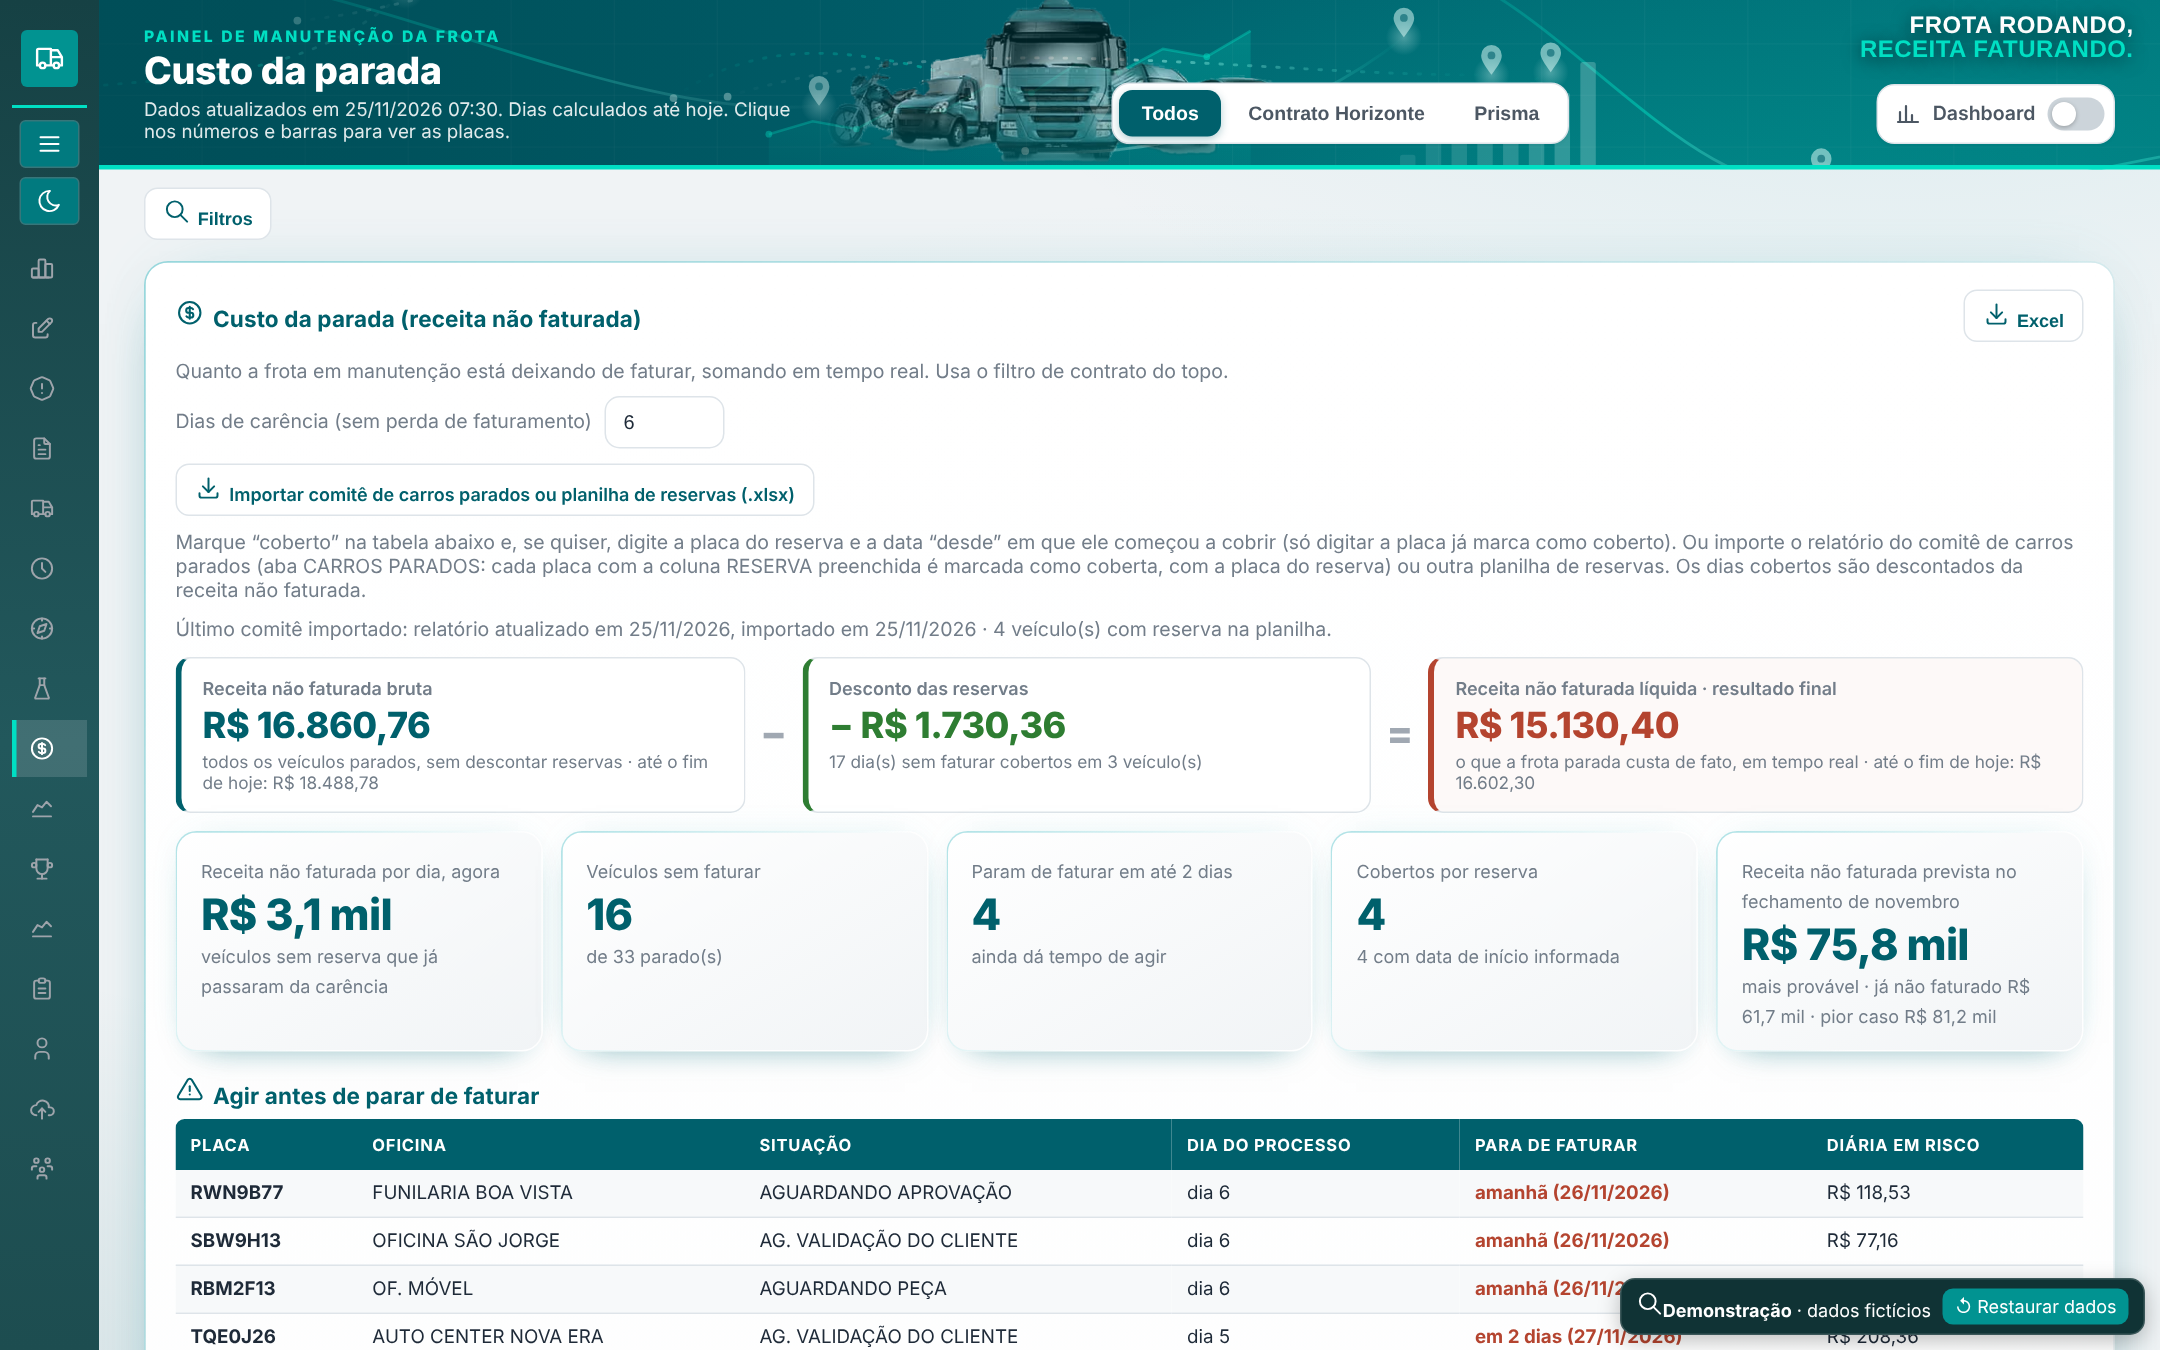 PAINEL DE MANUTENÇÃO DA FROTA
Custo da parada
Dados atualizados em 25/11/2026 07:30. Dias calculados até hoje. Clique
nos números e barras para ver as placas.
Todos
Contrato Horizonte
Prisma
FROTA RODANDO,
RECEITA FATURANDO.
Dashboard
Filtros
Custo da parada (receita não faturada)
Excel
Quanto a frota em manutenção está deixando de faturar, somando em tempo real. Usa o filtro de contrato do topo.
Dias de carência (sem perda de faturamento)
6
Importar comitê de carros parados ou planilha de reservas (.xlsx)
Marque “coberto” na tabela abaixo e, se quiser, digite a placa do reserva e a data “desde” em que ele começou a cobrir (só digitar a placa já marca como coberto). Ou importe o relatório do comitê de carros
parados (aba CARROS PARADOS: cada placa com a coluna RESERVA preenchida é marcada como coberta, com a placa do reserva) ou outra planilha de reservas. Os dias cobertos são descontados da
receita não faturada.
Último comitê importado: relatório atualizado em 25/11/2026, importado em 25/11/2026 · 4 veículo(s) com reserva na planilha.
Receita não faturada bruta
R$ 16.860,76
todos os veículos parados, sem descontar reservas · até o fim
de hoje: R$ 18.488,78
−
Desconto das reservas
− R$ 1.730,36
17 dia(s) sem faturar cobertos em 3 veículo(s)
=
Receita não faturada líquida · resultado final
R$ 15.130,40
o que a frota parada custa de fato, em tempo real · até o fim de hoje: R$
16.602,30
Receita não faturada por dia, agora
R$ 3,1 mil
veículos sem reserva que já
passaram da carência
Veículos sem faturar
16
de 33 parado(s)
Param de faturar em até 2 dias
4
ainda dá tempo de agir
Cobertos por reserva
4
4 com data de início informada
Receita não faturada prevista no
fechamento de novembro
R$ 75,8 mil
mais provável · já não faturado R$
61,7 mil · pior caso R$ 81,2 mil
Agir antes de parar de faturar
PLACA OFICINA SITUAÇÃO DIA DO PROCESSO PARA DE FATURAR DIÁRIA EM RISCO
RWN9B77 FUNILARIA BOA VISTA AGUARDANDO APROVAÇÃO dia 6 amanhã (26/11/2026) R$ 118,53
SBW9H13 OFICINA SÃO JORGE AG. VALIDAÇÃO DO CLIENTE dia 6 amanhã (26/11/2026) R$ 77,16
RBM2F13 OF. MÓVEL AGUARDANDO PEÇA dia 6 amanhã (26/11/2
TQE0J26 AUTO CENTER NOVA ERA AG. VALIDAÇÃO DO CLIENTE dia 5 em 2 dias (27/11/2026) R$ 208,36
Demonstração · dados fictícios
Restaurar dados